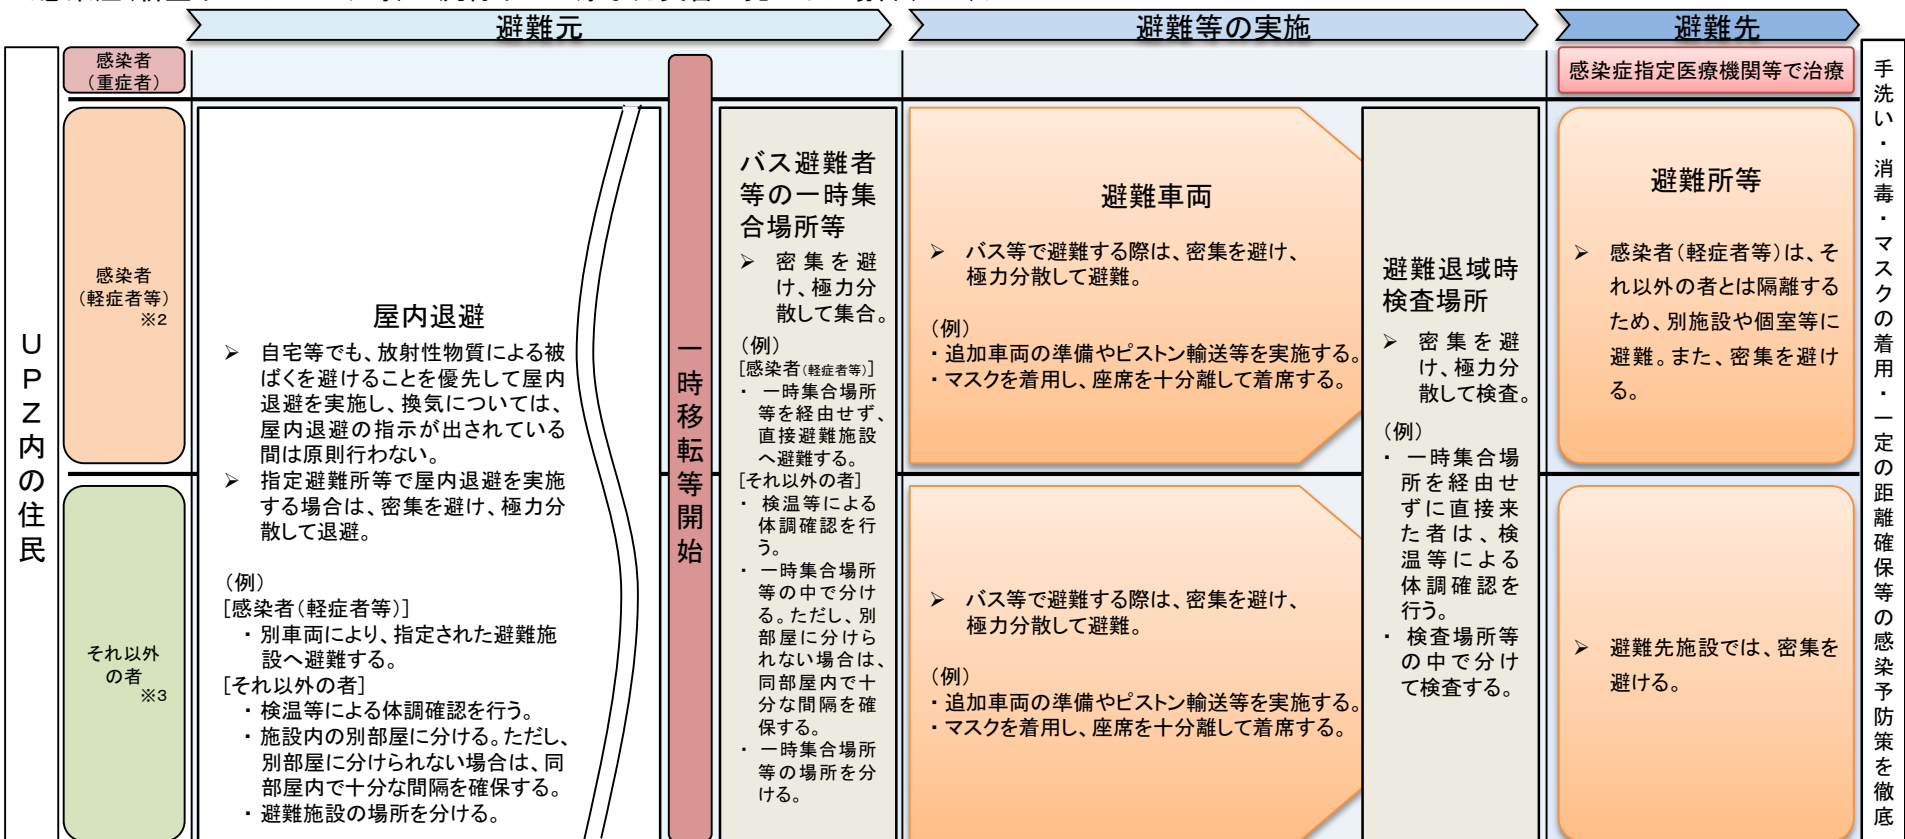 避難元
避難等の実施
避難先
UPZ内の住民
感染者
(重症者)
感染症指定医療機関等で治療
感染者
(軽症者等)
※2
それ以外
の者
※3
屋内退避
➢ 自宅等でも、放射性物質による被
ばくを避けることを優先して屋内
退避を実施し、換気については、
屋内退避の指示が出されている
間は原則行わない。
➢ 指定避難所等で屋内退避を実施
する場合は、密集を避け、極力分
散して退避。
(例)
[感染者(軽症者等)]
・別車両により、指定された避難施
設へ避難する。
[それ以外の者]
・検温等による体調確認を行う。
・施設内の別部屋に分ける。ただし、
別部屋に分けられない場合は、同
部屋内で十分な間隔を確保する。
・避難施設の場所を分ける。
一時移転等開始
バス避難者
等の一時集
合場所等
➢ 密集を避
け、極力分
散して集合。
(例)
[感染者(軽症者等)]
・ 一時集合場所
等を経由せず、
直接避難施設
へ避難する。
[それ以外の者]
・ 検温等による
体調確認を行
う。
・ 一時集合場所
等の中で分け
る。ただし、別
部屋に分けら
れない場合は、
同部屋内で十
分な間隔を確
保する。
・ 一時集合場所
等の場所を分
ける。
避難車両
➢ バス等で避難する際は、密集を避け、
極力分散して避難。
(例)
・追加車両の準備やピストン輸送等を実施する。
・マスクを着用し、座席を十分離して着席する。
➢ バス等で避難する際は、密集を避け、
極力分散して避難。
(例)
・追加車両の準備やピストン輸送等を実施する。
・マスクを着用し、座席を十分離して着席する。
避難退域時
検査場所
➢ 密集を避
け、極力分
散して検査。
(例)
・ 一時集合場
所を経由せ
ずに直接来
た者は、検
温等による
体調確認を
行う。
・ 検査場所等
の中で分け
て検査する。
避難所等
➢ 感染者(軽症者等)は、そ
れ以外の者とは隔離する
ため、別施設や個室等に
避難。また、密集を避け
る。
➢ 避難先施設では、密集を
避ける。
手洗い・消毒・マスクの着用・一定の距離確保等の感染予防策を徹底